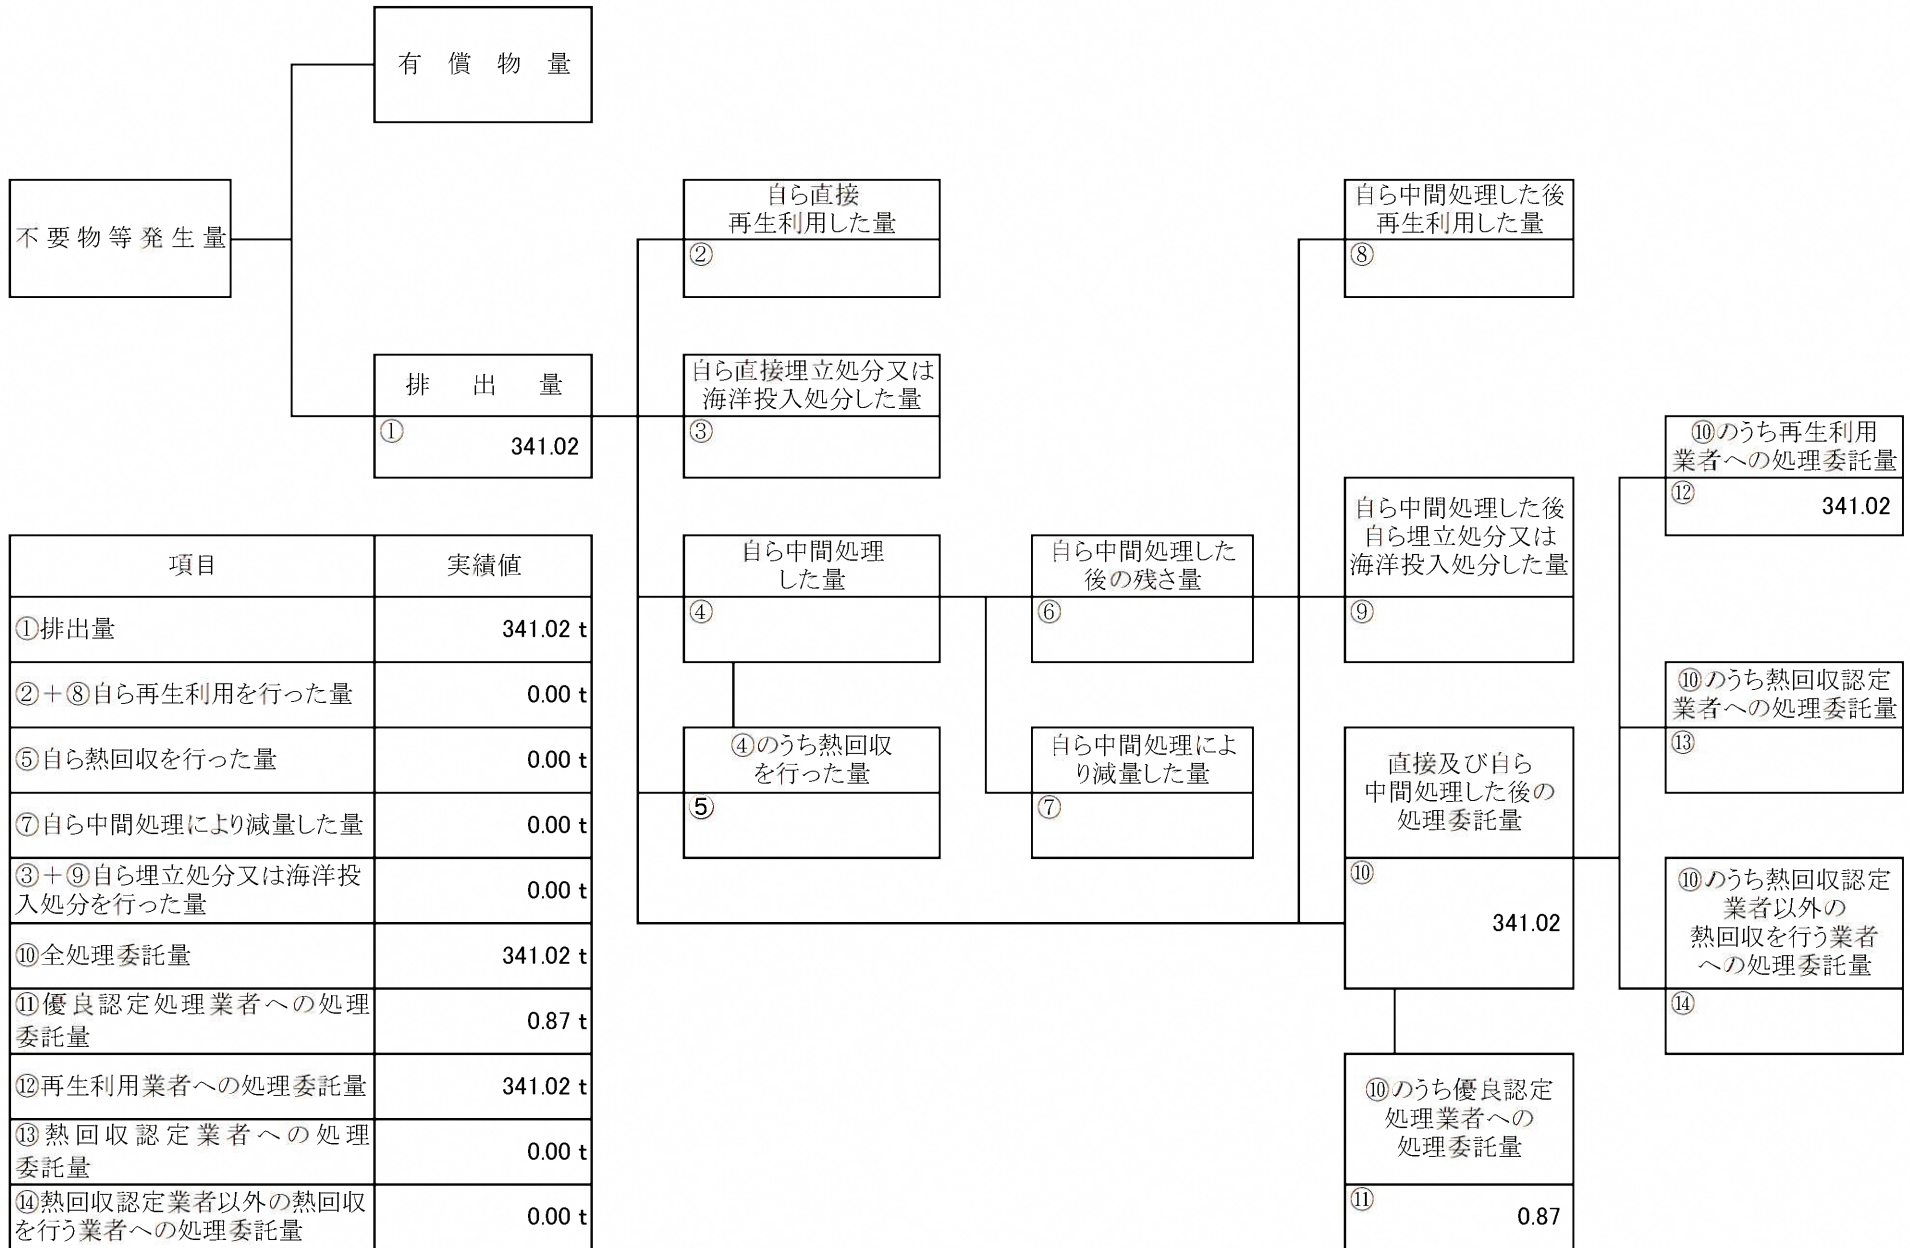 有償物量
不要物等発生量
排出量
①
341.02
自ら直接
再生利用した量
②
自ら直接埋立処分又は
海洋投入処分した量
③
自ら中間処理
した量
④
④のうち熱回収
を行った量
⑤
自ら中間処理した
後の残さ量
⑥
自ら中間処理によ
り減量した量
⑦
自ら中間処理した後
再生利用した量
⑧
自ら中間処理した後
自ら埋立処分又は
海洋投入処分した量
⑨
直接及び自ら
中間処理した後の
処理委託量
⑩
341.02
⑩のうち優良認定
処理業者への
処理委託量
⑪
0.87
⑩のうち再生利用
業者への処理委託量
⑫
341.02
⑩のうち熱回収認定
業者への処理委託量
⑬
⑩のうち熱回収認定
業者以外の
熱回収を行う業者
への処理委託量
⑭
項目 実績値
①排出量 341.02 t
②+⑧自ら再生利用を行った量 0.00 t
⑤自ら熱回収を行った量 0.00 t
⑦自ら中間処理により減量した量 0.00 t
③+⑨自ら埋立処分又は海洋投
入処分を行った量 0.00 t
⑩全処理委託量 341.02 t
⑪優良認定処理業者への処理
委託量 0.87 t
⑫再生利用業者への処理委託量 341.02 t
⑬熱回収認定業者への処理
委託量 0.00 t
⑭熱回収認定業者以外の熱回収
を行う業者への処理委託量 0.00 t